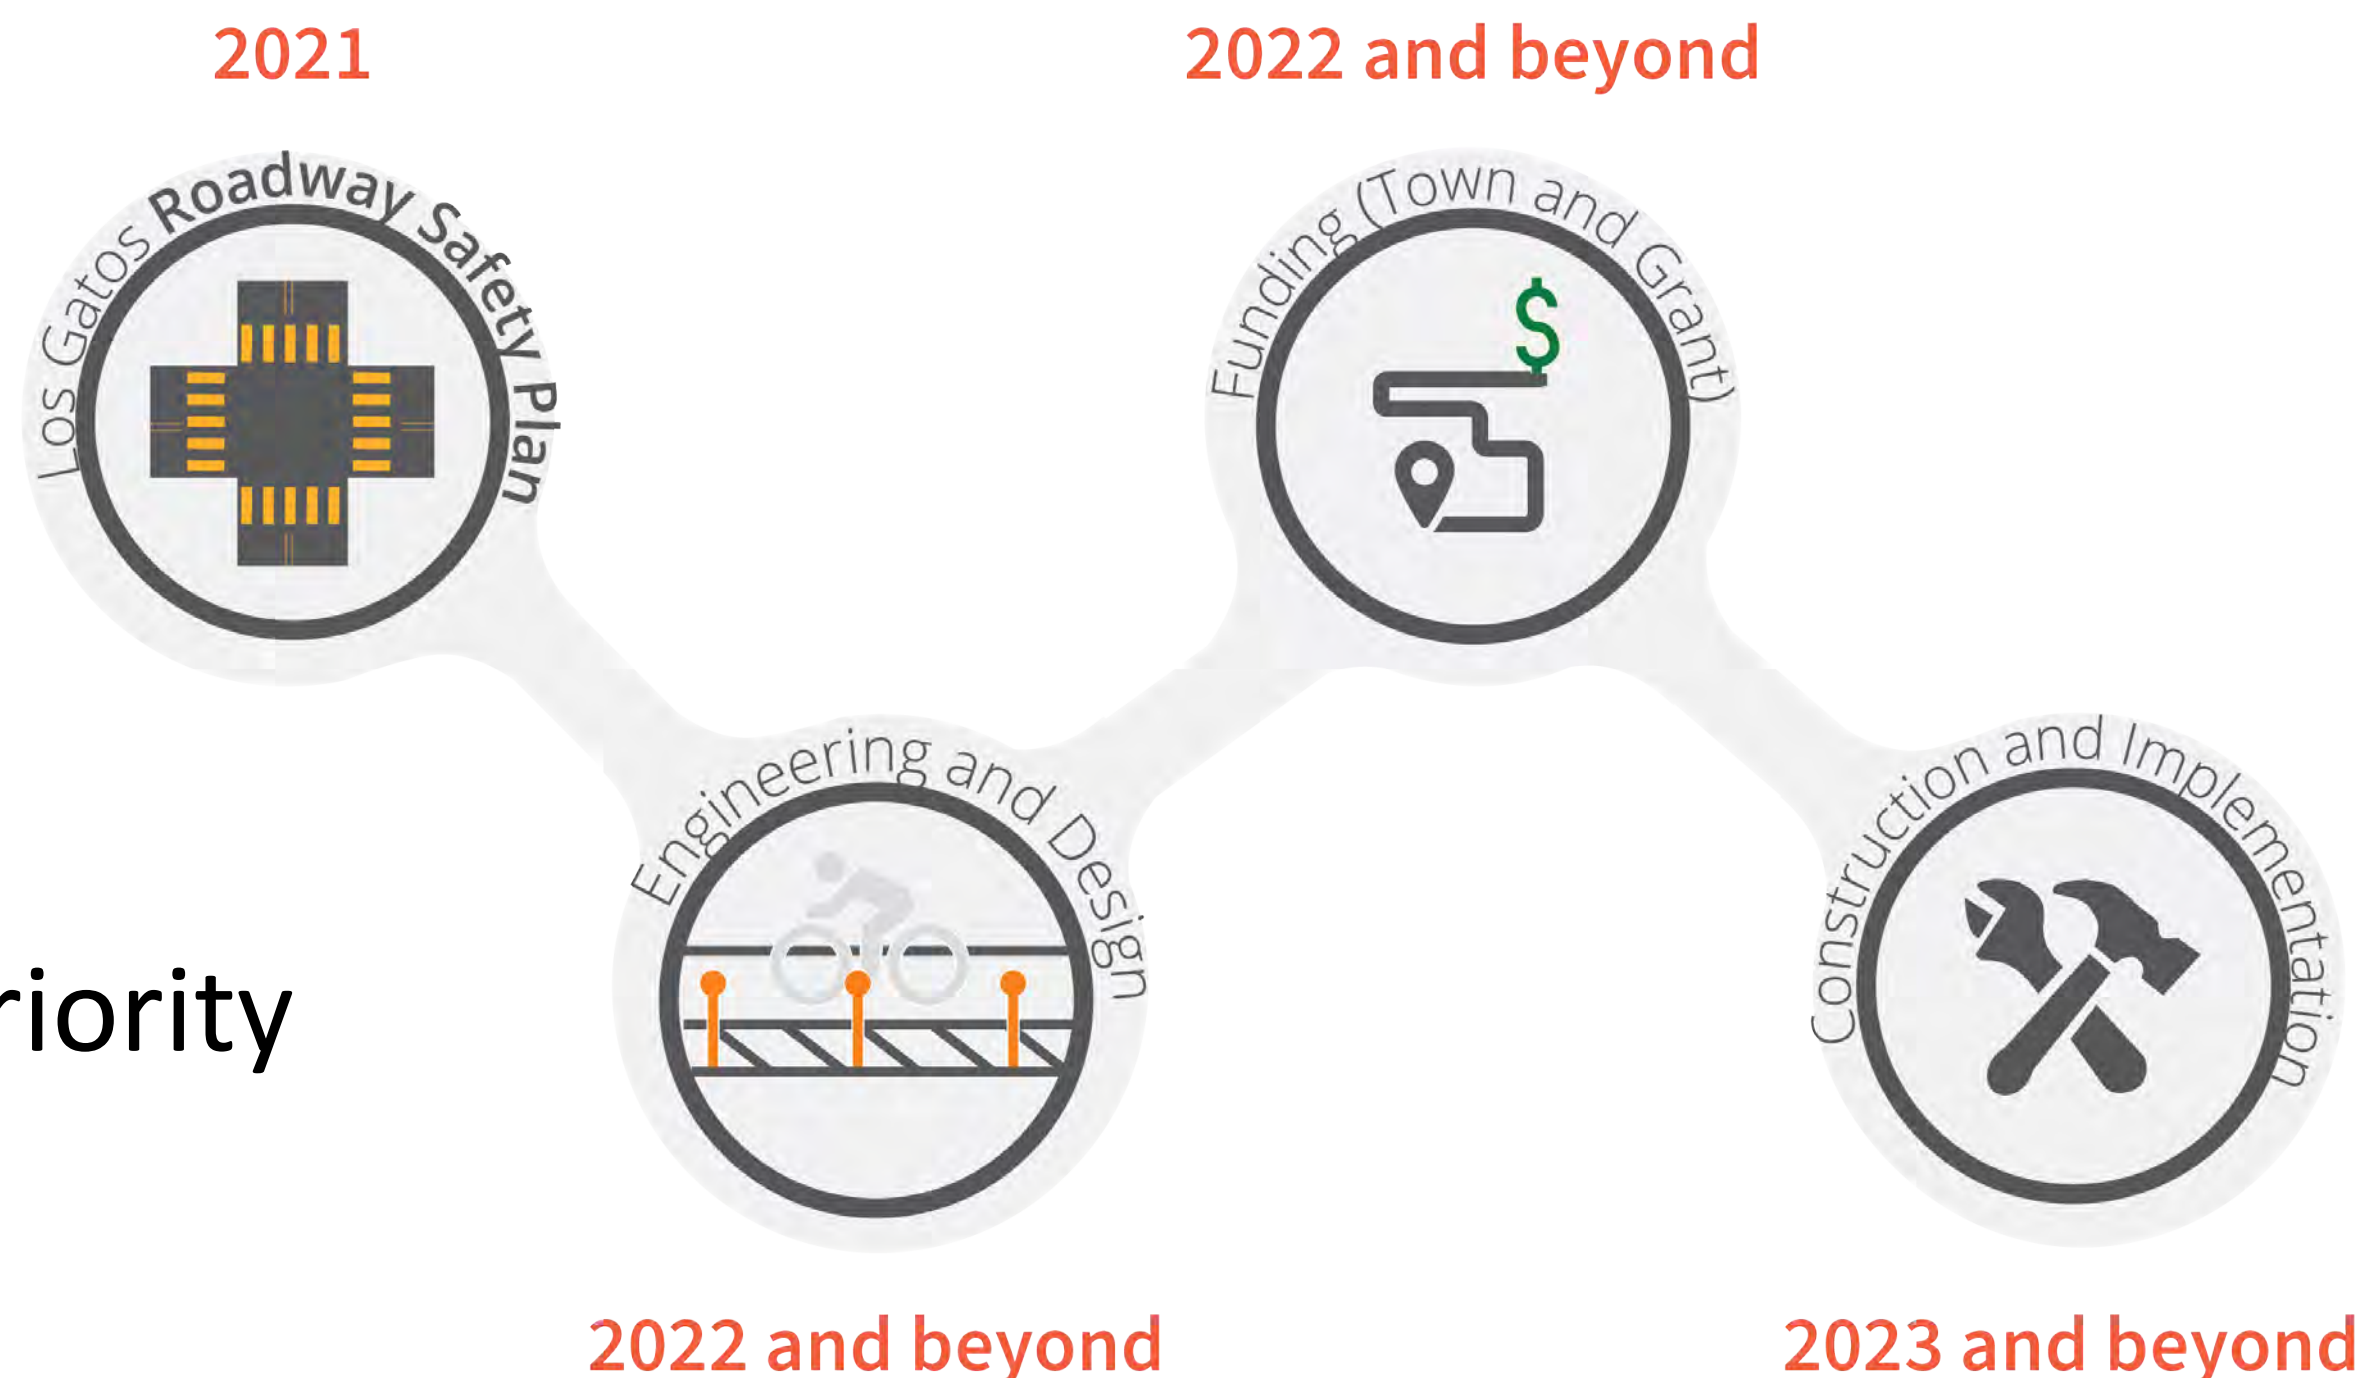 2021
2022 and beyond
Los Gatos Roadway Safety Plan
Funding (Town and Grant)
Engineering and Design
Construction and Implementation
riority
2022 and beyond
2023 and beyond